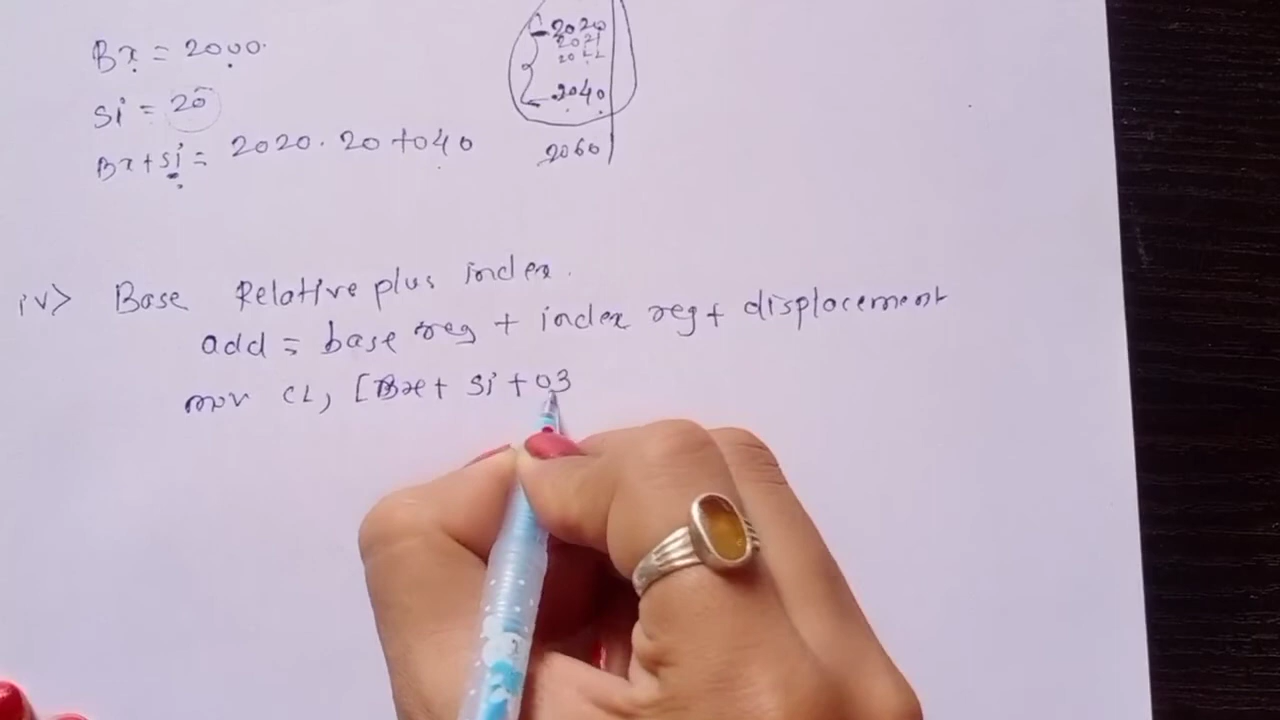 Bx = 2000.
Si = 20
Bx+si = 2020. 20 to 40
2020
2021
2022
2040
2060
iv> Base Relative plus index.
add = base reg + index reg + displacement
mov CL, [Bx + Si + 03